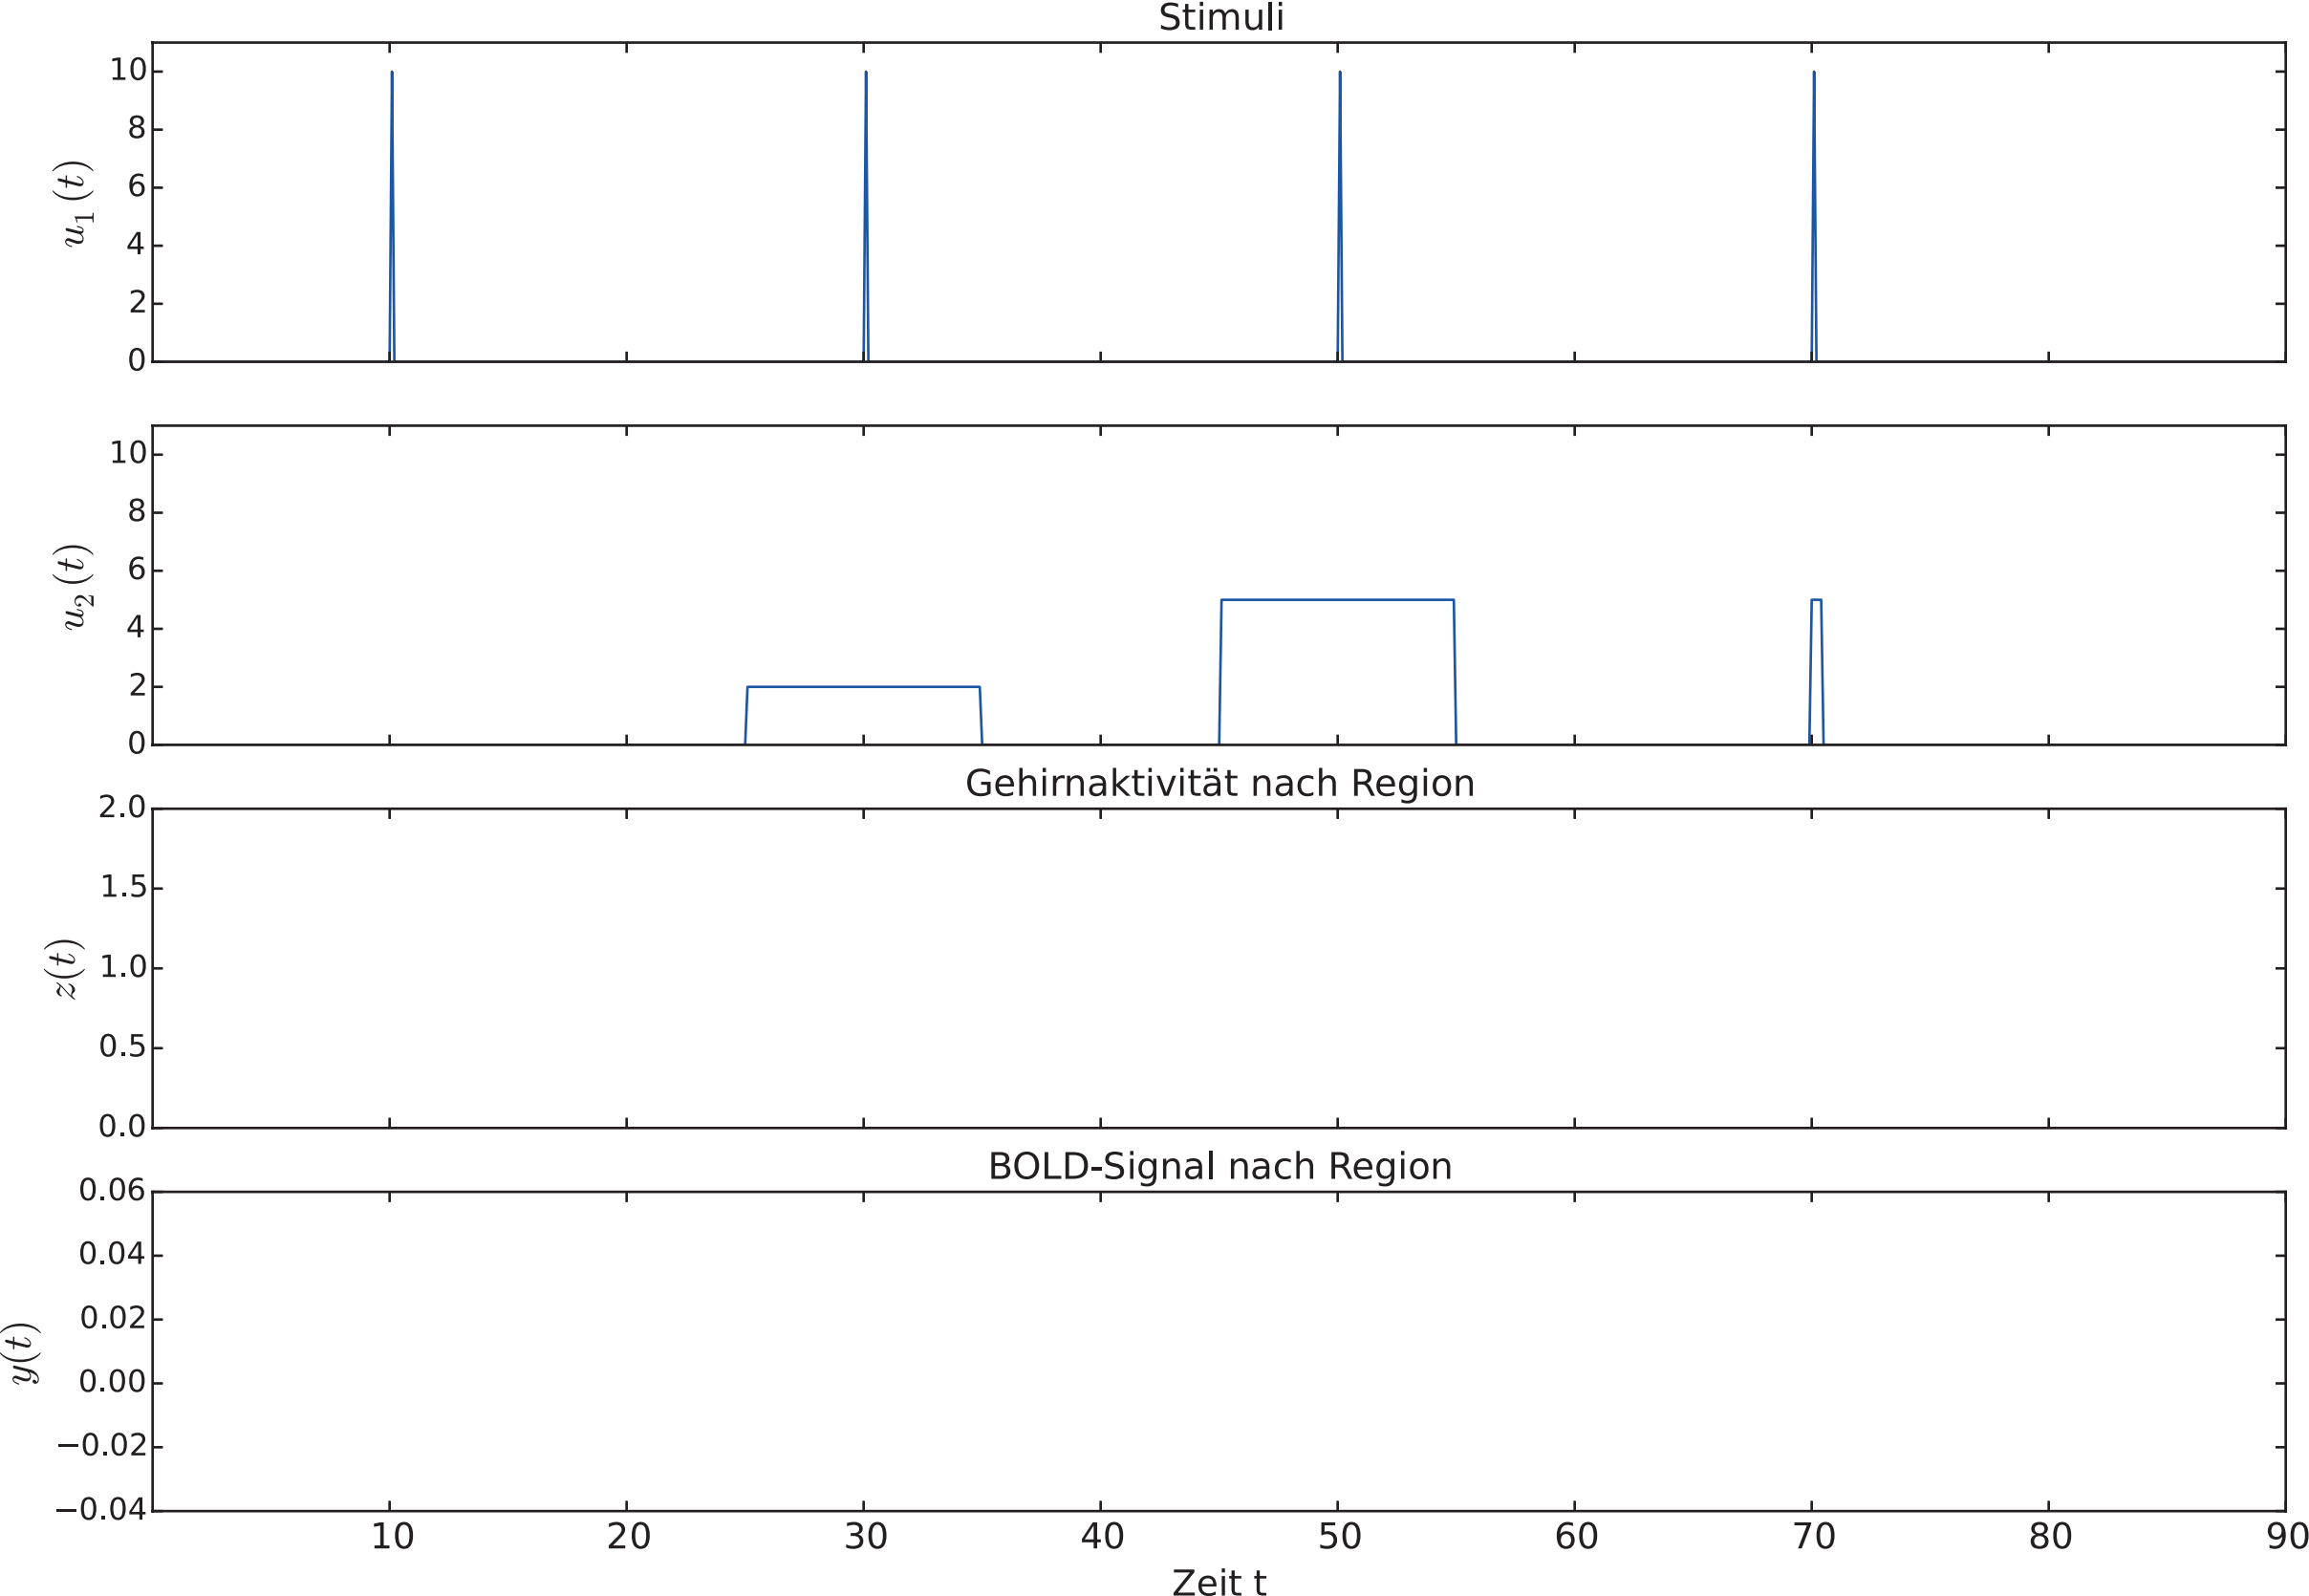 Stimuli
10
8
6
4
2
0
u₁(t)
10
8
6
4
2
0
u₂(t)
Gehirnaktivität nach Region
2.0
1.5
1.0
0.5
0.0
z(t)
BOLD-Signal nach Region
0.06
0.04
0.02
0.00
−0.02
−0.04
y(t)
10 20 30 40 50 60 70 80 90
Zeit t